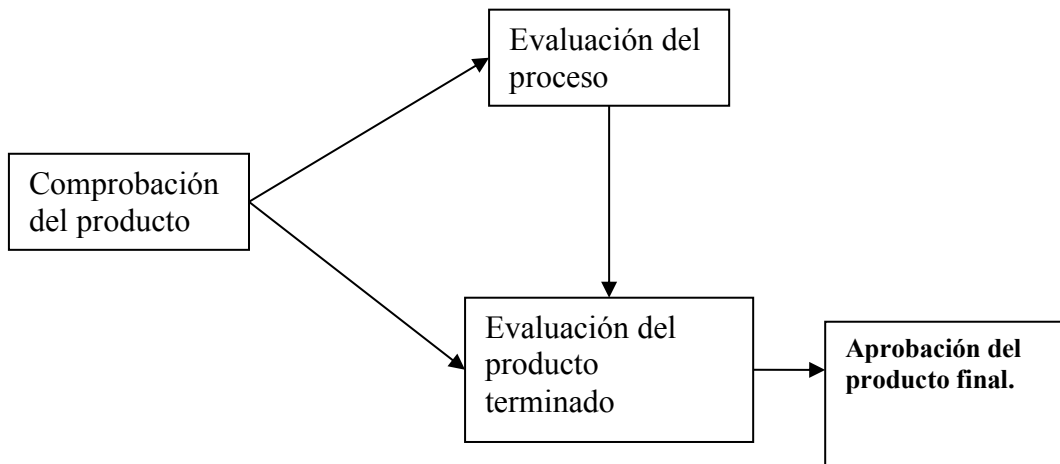 Evaluación del
proceso
Comprobación
del producto
Evaluación del
producto
terminado
Aprobación del
producto final.